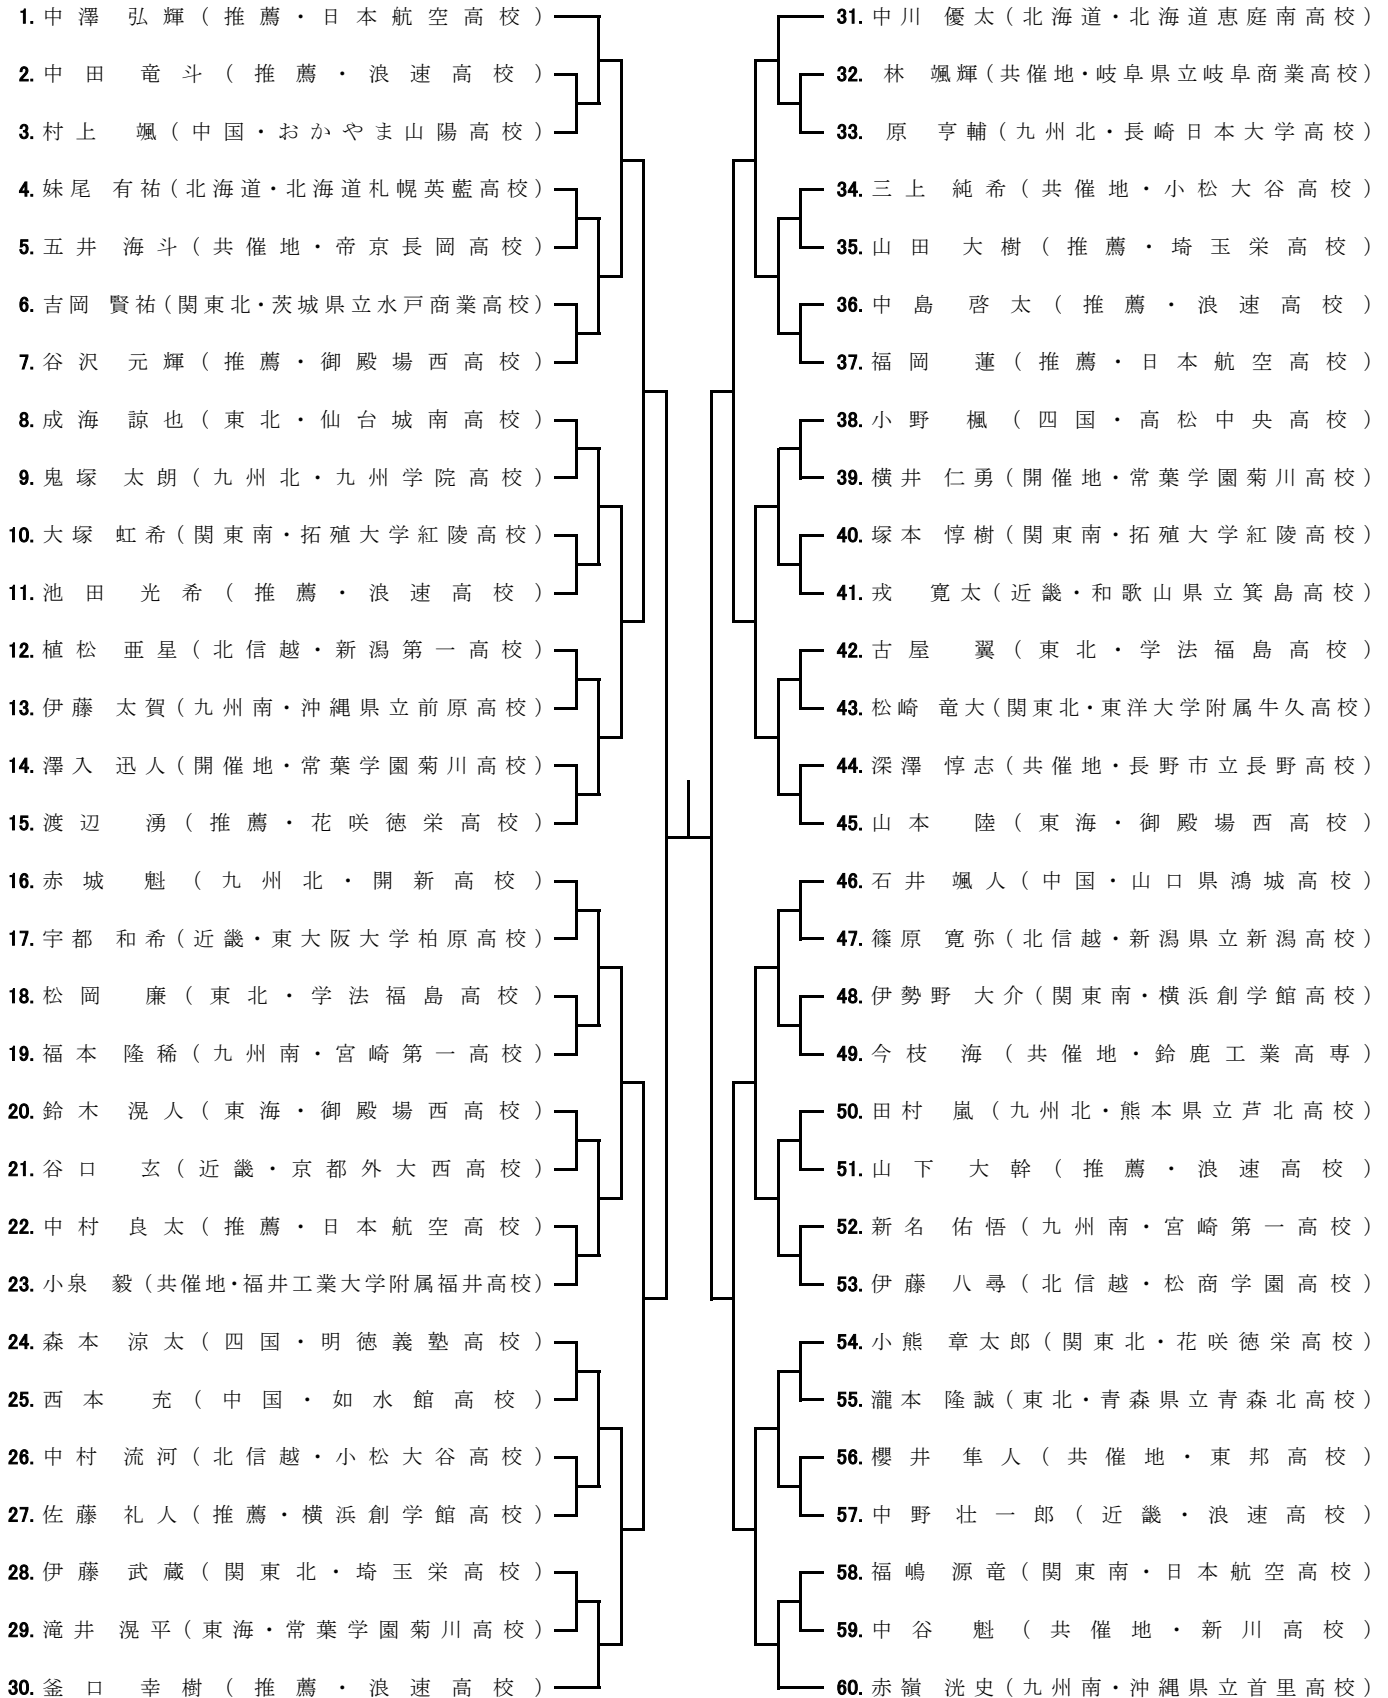 1. 中澤 弘輝(推薦・日本航空高校)
2. 中田 竜斗(推薦・浪速高校)
3. 村上 颯(中国・おかやま山陽高校)
4. 妹尾 有祐(北海道・北海道札幌英藍高校)
5. 五井 海斗(共催地・帝京長岡高校)
6. 吉岡 賢祐(関東北・茨城県立水戸商業高校)
7. 谷沢 元輝(推薦・御殿場西高校)
8. 成海 諒也(東北・仙台城南高校)
9. 鬼塚 太朗(九州北・九州学院高校)
10. 大塚 虹希(関東南・拓殖大学紅陵高校)
11. 池田 光希(推薦・浪速高校)
12. 植松 亜星(北信越・新潟第一高校)
13. 伊藤 太賀(九州南・沖縄県立前原高校)
14. 澤入 迅人(開催地・常葉学園菊川高校)
15. 渡辺 湧(推薦・花咲徳栄高校)
16. 赤城 魁(九州北・開新高校)
17. 宇都 和希(近畿・東大阪大学柏原高校)
18. 松岡 廉(東北・学法福島高校)
19. 福本 隆稀(九州南・宮崎第一高校)
20. 鈴木 滉人(東海・御殿場西高校)
21. 谷口 玄(近畿・京都外大西高校)
22. 中村 良太(推薦・日本航空高校)
23. 小泉 毅(共催地・福井工業大学附属福井高校)
24. 森本 涼太(四国・明徳義塾高校)
25. 西本 充(中国・如水館高校)
26. 中村 流河(北信越・小松大谷高校)
27. 佐藤 礼人(推薦・横浜創学館高校)
28. 伊藤 武蔵(関東北・埼玉栄高校)
29. 滝井 滉平(東海・常葉学園菊川高校)
30. 釜口 幸樹(推薦・浪速高校)
31. 中川 優太(北海道・北海道恵庭南高校)
32. 林 颯輝(共催地・岐阜県立岐阜商業高校)
33. 原 亨輔(九州北・長崎日本大学高校)
34. 三上 純希(共催地・小松大谷高校)
35. 山田 大樹(推薦・埼玉栄高校)
36. 中島 啓太(推薦・浪速高校)
37. 福岡 蓮(推薦・日本航空高校)
38. 小野 楓(四国・高松中央高校)
39. 横井 仁勇(開催地・常葉学園菊川高校)
40. 塚本 惇樹(関東南・拓殖大学紅陵高校)
41. 戎 寛太(近畿・和歌山県立箕島高校)
42. 古屋 翼(東北・学法福島高校)
43. 松崎 竜大(関東北・東洋大学附属牛久高校)
44. 深澤 惇志(共催地・長野市立長野高校)
45. 山本 陸(東海・御殿場西高校)
46. 石井 颯人(中国・山口県鴻城高校)
47. 篠原 寛弥(北信越・新潟県立新潟高校)
48. 伊勢野 大介(関東南・横浜創学館高校)
49. 今枝 海(共催地・鈴鹿工業高専)
50. 田村 嵐(九州北・熊本県立芦北高校)
51. 山下 大幹(推薦・浪速高校)
52. 新名 佑悟(九州南・宮崎第一高校)
53. 伊藤 八尋(北信越・松商学園高校)
54. 小熊 章太郎(関東北・花咲徳栄高校)
55. 瀧本 隆誠(東北・青森県立青森北高校)
56. 櫻井 隼人(共催地・東邦高校)
57. 中野 壮一郎(近畿・浪速高校)
58. 福嶋 源竜(関東南・日本航空高校)
59. 中谷 魁(共催地・新川高校)
60. 赤嶺 洸史(九州南・沖縄県立首里高校)